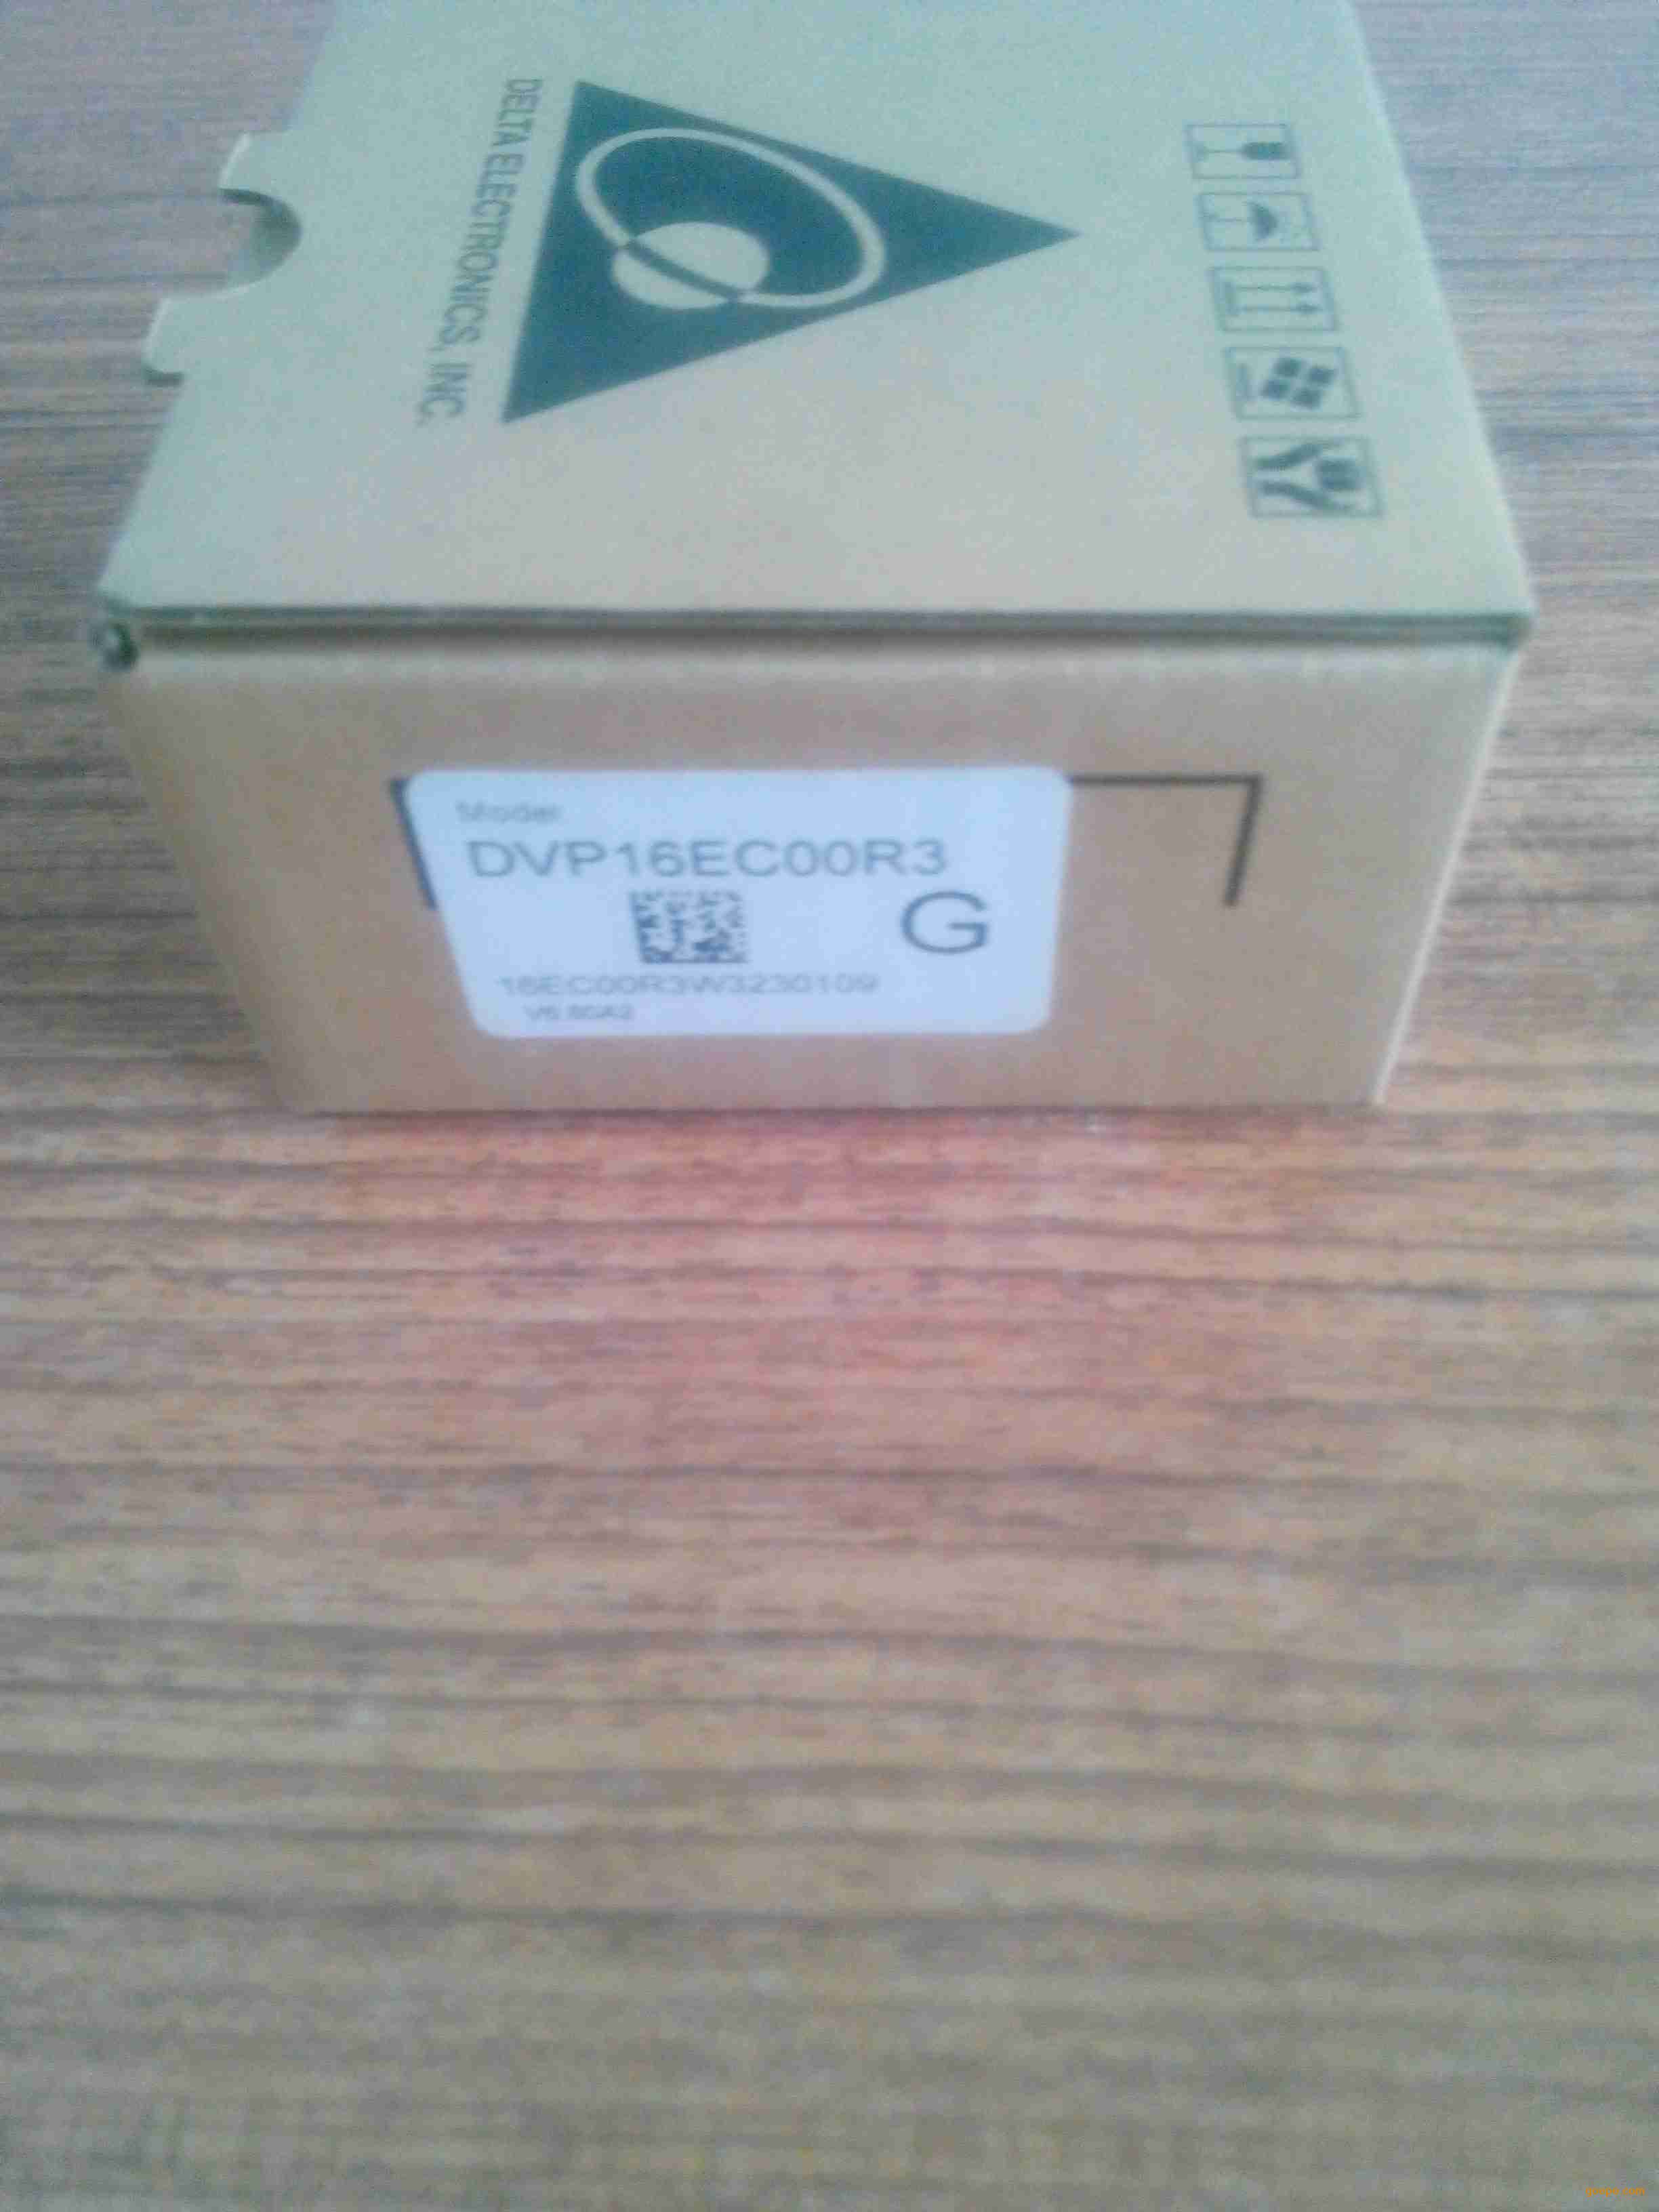 DELTA ELECTRONICS, INC.
Model
DVP16EC00R3
G
16EC00R3W3230109